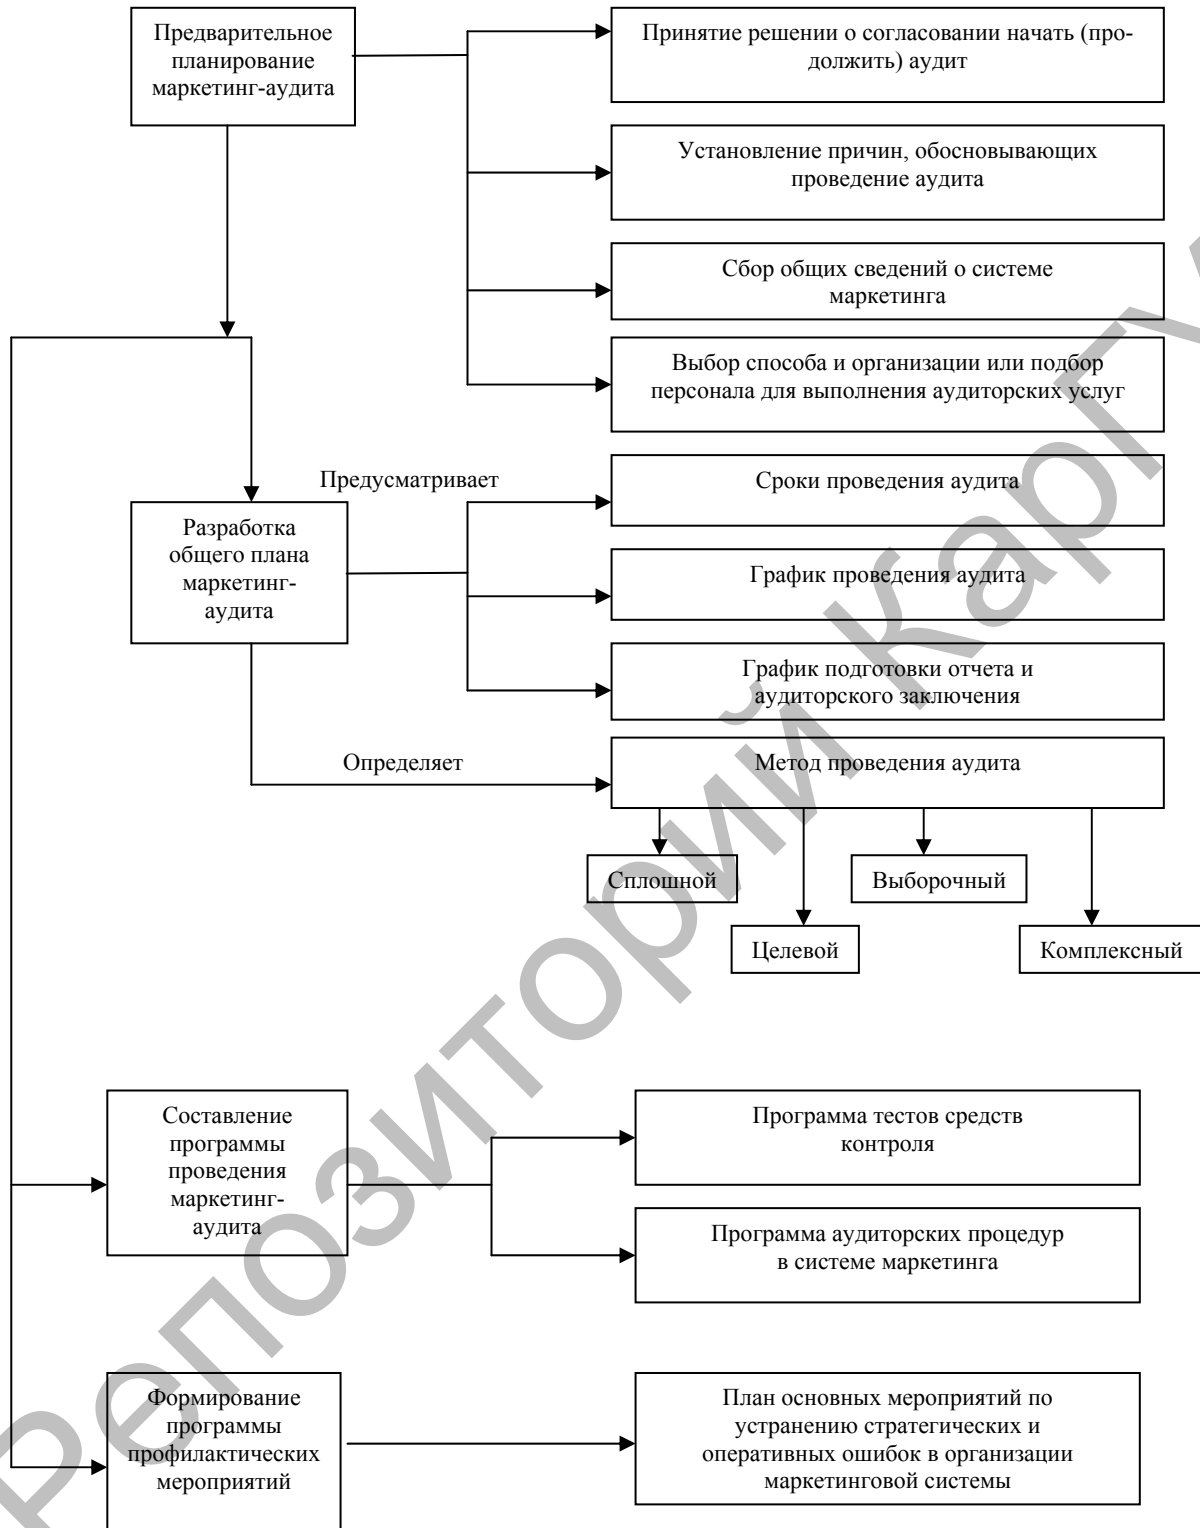 Предварительное
планирование
маркетинг-аудита
Принятие решении о согласовании начать (про-
должить) аудит
Установление причин, обосновывающих
проведение аудита
Сбор общих сведений о системе
маркетинга
Выбор способа и организации или подбор
персонала для выполнения аудиторских услуг
Предусматривает
Разработка
общего плана
маркетинг-
аудита
Сроки проведения аудита
График проведения аудита
График подготовки отчета и
аудиторского заключения
Определяет
Метод проведения аудита
Сплошной
Выборочный
Целевой
Комплексный
Составление
программы
проведения
маркетинг-
аудита
Программа тестов средств
контроля
Программа аудиторских процедур
в системе маркетинга
Формирование
программы
профилактических
мероприятий
План основных мероприятий по
устранению стратегических и
оперативных ошибок в организации
маркетинговой системы
Репозиторий КарГУ